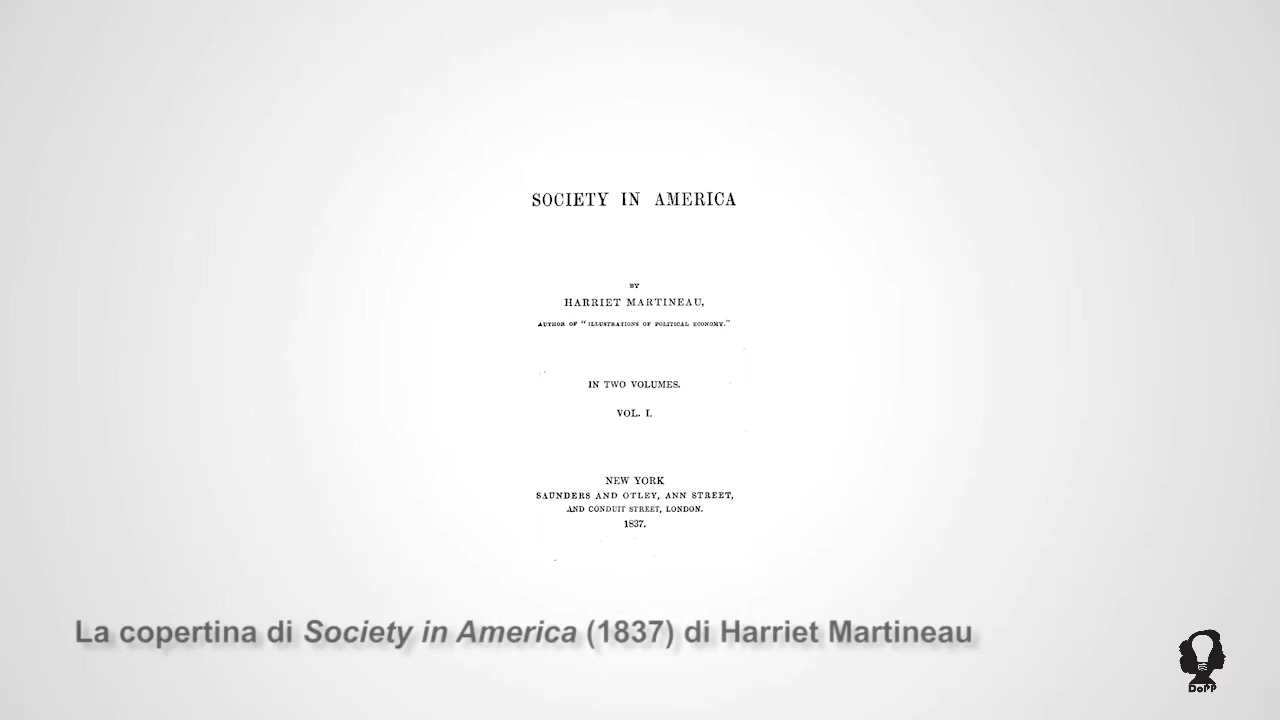 SOCIETY IN AMERICA
BY
HARRIET MARTINEAU,
AUTHOR OF "ILLUSTRATIONS OF POLITICAL ECONOMY."
IN TWO VOLUMES.
VOL. I.
NEW YORK
SAUNDERS AND OTLEY, ANN STREET,
AND CONDUIT STREET, LONDON.
1837.
La copertina di Society in America (1837) di Harriet Martineau
DoPP